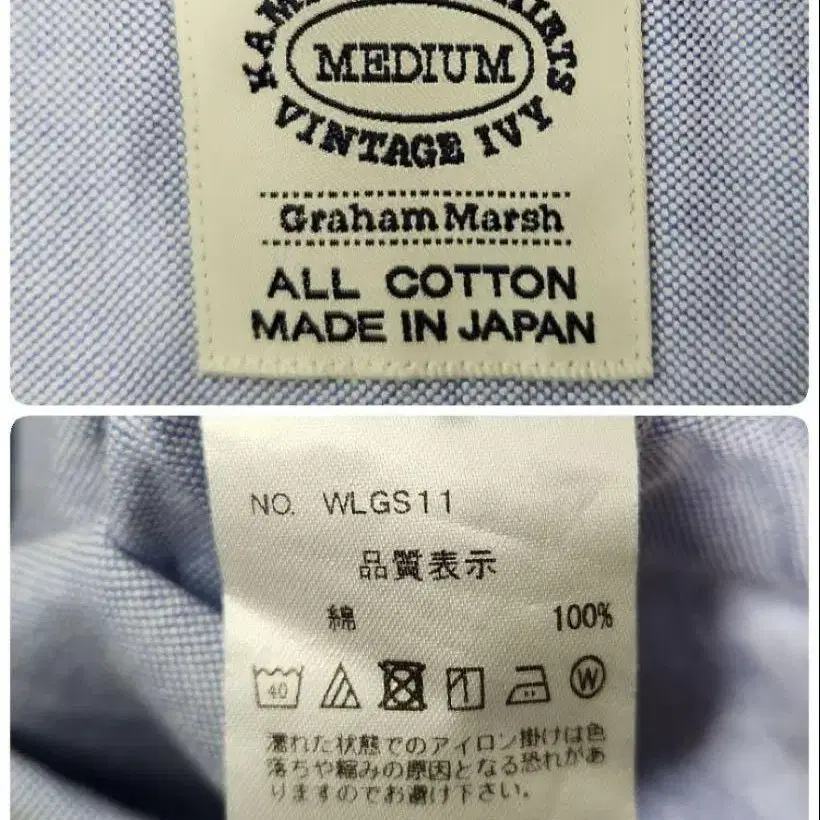 MEDIUM
VINTAGE IVY
Graham Marsh
ALL COTTON
MADE IN JAPAN
NO. WLGS11
品質表示
綿 100%
40 W
濡れた状態でのアイロン掛けは色
落ちや縮みの原因となる恐れがあ
りますのでお避け下さい。